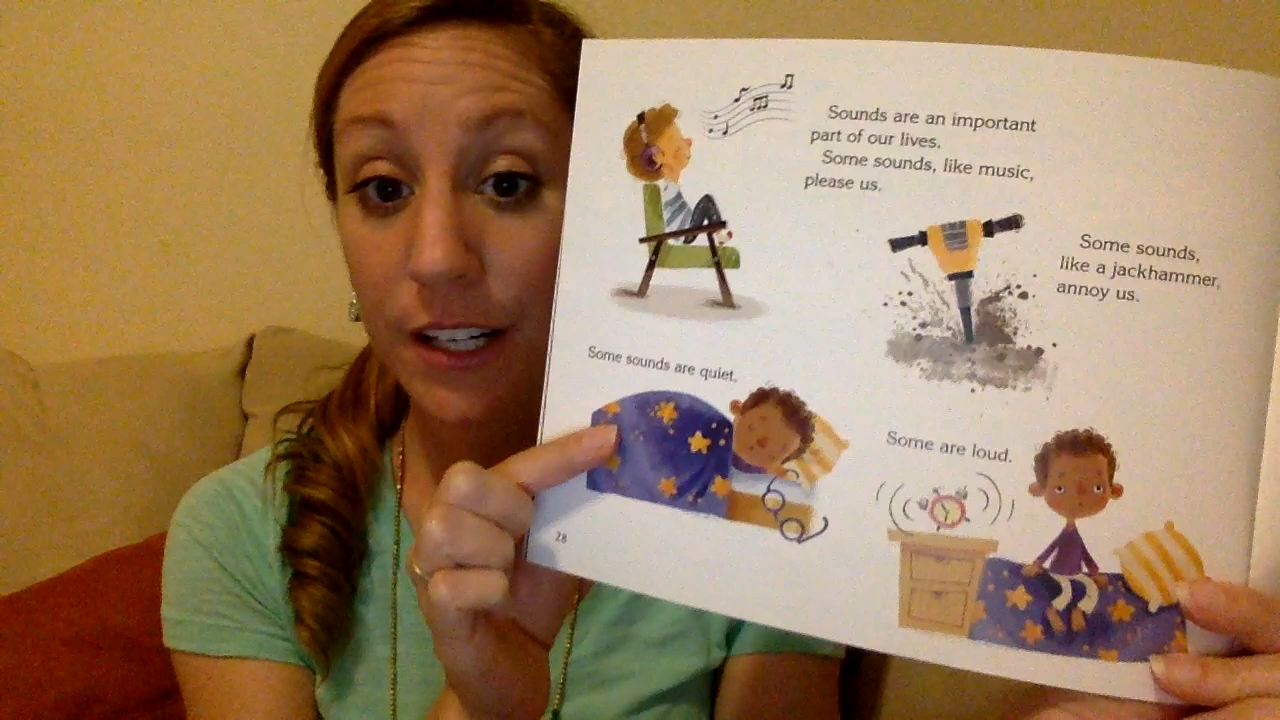 Sounds are an important
part of our lives.
Some sounds, like music,
please us.
Some sounds,
like a jackhammer,
annoy us.
Some sounds are quiet.
Some are loud.
28